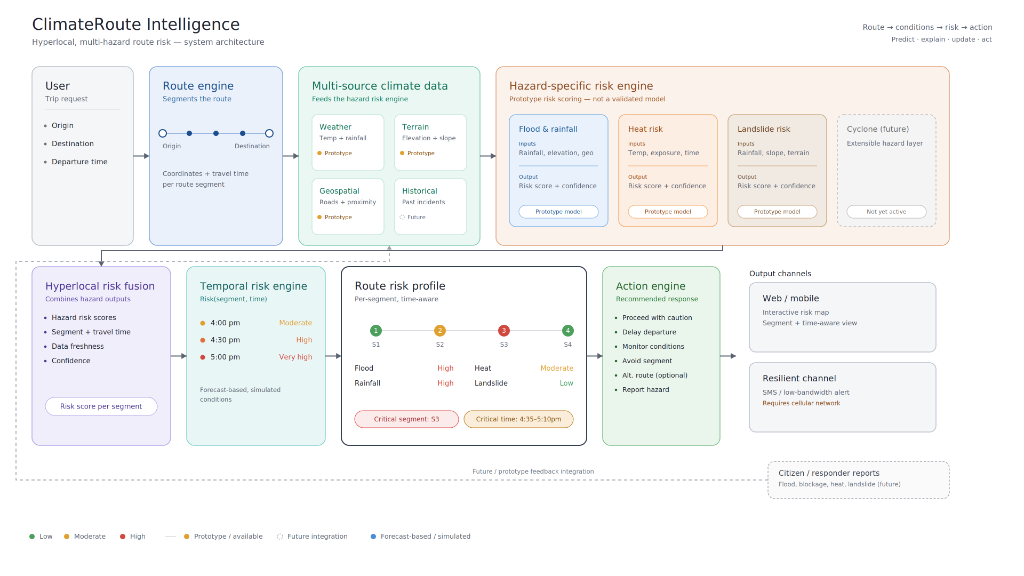 ClimateRoute Intelligence
Hyperlocal, multi-hazard route risk — system architecture
Route → conditions → risk → action
Predict · explain · update · act
User
Trip request
• Origin
• Destination
• Departure time
Route engine
Segments the route
Origin
Destination
Coordinates + travel time
per route segment
Multi-source climate data
Feeds the hazard risk engine
Weather
Temp + rainfall
Prototype
Terrain
Elevation + slope
Prototype
Geospatial
Roads + proximity
Prototype
Historical
Past incidents
Future
Hazard-specific risk engine
Prototype risk scoring — not a validated model
Flood & rainfall
Inputs
Rainfall, elevation, geo
Output
Risk score + confidence
Prototype model
Heat risk
Inputs
Temp, exposure, time
Output
Risk score + confidence
Prototype model
Landslide risk
Inputs
Rainfall, slope, terrain
Output
Risk score + confidence
Prototype model
Cyclone (future)
Extensible hazard layer
Not yet active
Hyperlocal risk fusion
Combines hazard outputs
• Hazard risk scores
• Segment + travel time
• Data freshness
• Confidence
Risk score per segment
Temporal risk engine
Risk(segment, time)
4:00 pm Moderate
4:30 pm High
5:00 pm Very high
Forecast-based, simulated
conditions
Route risk profile
Per-segment, time-aware
1 2 3 4
S1 S2 S3 S4
Flood High Heat Moderate
Rainfall High Landslide Low
Critical segment: S3
Critical time: 4:35–5:10pm
Action engine
Recommended response
• Proceed with caution
• Delay departure
• Monitor conditions
• Avoid segment
• Alt. route (optional)
• Report hazard
Output channels
Web / mobile
Interactive risk map
Segment + time-aware view
Resilient channel
SMS / low-bandwidth alert
Requires cellular network
Future / prototype feedback integration
Citizen / responder reports
Flood, blockage, heat, landslide (future)
Low Moderate High Prototype / available Future integration Forecast-based / simulated